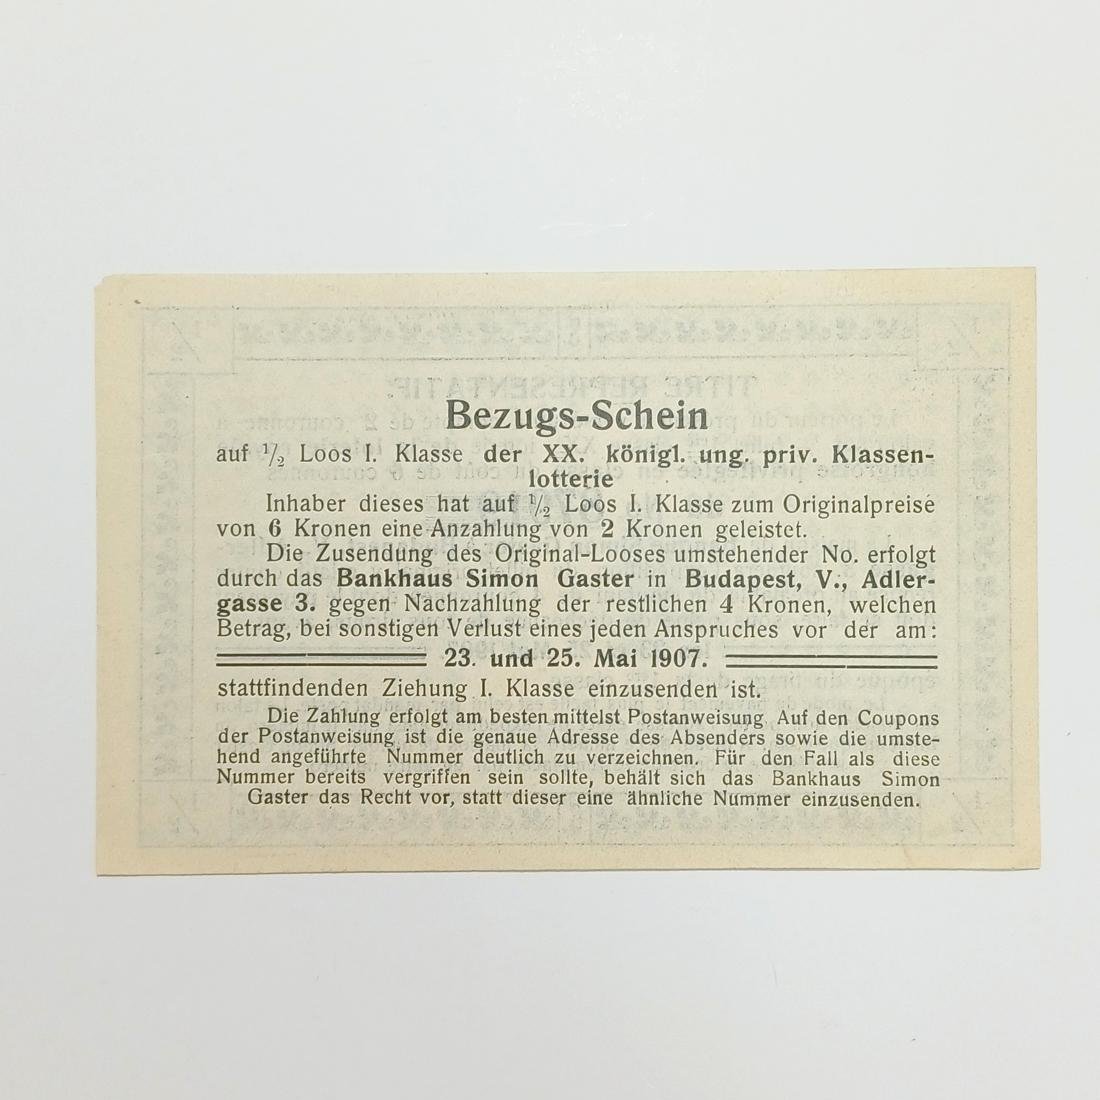 Bezugs-Schein
auf 1/2 Loos I. Klasse der XX. königl. ung. priv. Klassen-
lotterie
Inhaber dieses hat auf 1/2 Loos I. Klasse zum Originalpreise
von 6 Kronen eine Anzahlung von 2 Kronen geleistet.
Die Zusendung des Original-Looses umstehender No. erfolgt
durch das Bankhaus Simon Gaster in Budapest, V., Adler-
gasse 3. gegen Nachzahlung der restlichen 4 Kronen, welchen
Betrag, bei sonstigen Verlust eines jeden Anspruches vor der am:
23. und 25. Mai 1907.
stattfindenden Ziehung I. Klasse einzusenden ist.
Die Zahlung erfolgt am besten mittelst Postanweisung. Auf den Coupons
der Postanweisung ist die genaue Adresse des Absenders sowie die umste-
hend angeführte Nummer deutlich zu verzeichnen. Für den Fall als diese
Nummer bereits vergriffen sein sollte, behält sich das Bankhaus Simon
Gaster das Recht vor, statt dieser eine ähnliche Nummer einzusenden.